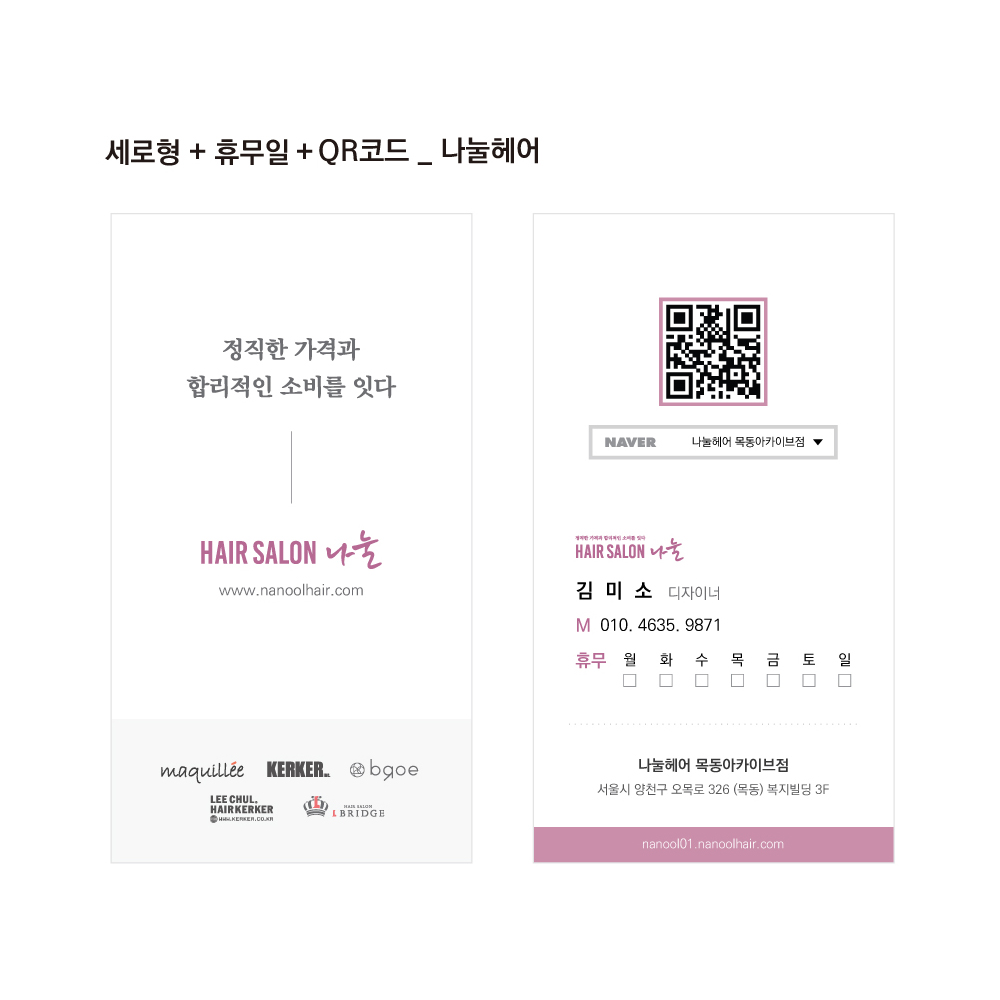 세로형 + 휴무일 + QR코드 _ 나눌헤어
정직한 가격과
합리적인 소비를 잇다
HAIR SALON 나눌
www.nanoolhair.com
maquillée KERKER INC. bgoe
LEE CHUL.
HAIRKERKER
WWW.KERKER.CO.KR
HAIR SALON
L BRIDGE
NAVER 나눌헤어 목동아카이브점 ▼
정직한 가격과 합리적인 소비를 잇다
HAIR SALON 나눌
김 미 소 디자이너
M 010. 4635. 9871
휴무 월 화 수 목 금 토 일
나눌헤어 목동아카이브점
서울시 양천구 오목로 326 (목동) 복지빌딩 3F
nanool01.nanoolhair.com